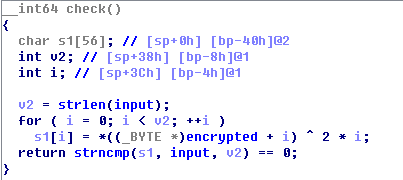 __int64 check()
{
  char s1[56]; // [sp+0h] [bp-40h]@2
  int v2; // [sp+38h] [bp-8h]@1
  int i; // [sp+3Ch] [bp-4h]@1

  v2 = strlen(input);
  for ( i = 0; i < v2; ++i )
    s1[i] = *((_BYTE *)encrypted + i) ^ 2 * i;
  return strncmp(s1, input, v2) == 0;
}